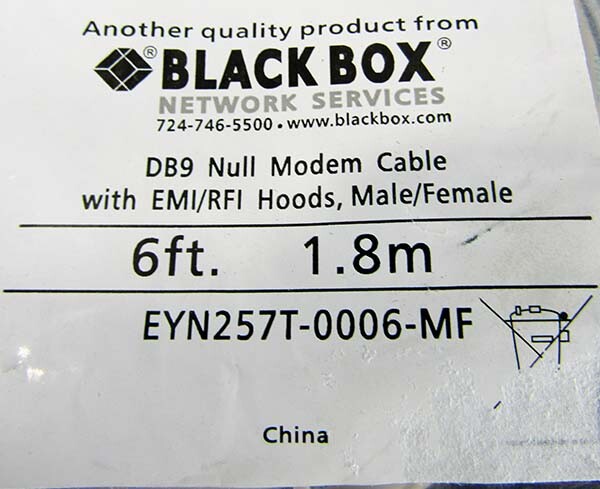 Another quality product from
® BLACK BOX ®
NETWORK SERVICES
724-746-5500 • www.blackbox.com
DB9 Null Modem Cable
with EMI/RFI Hoods, Male/Female
6ft. 1.8m
EYN257T-0006-MF
China